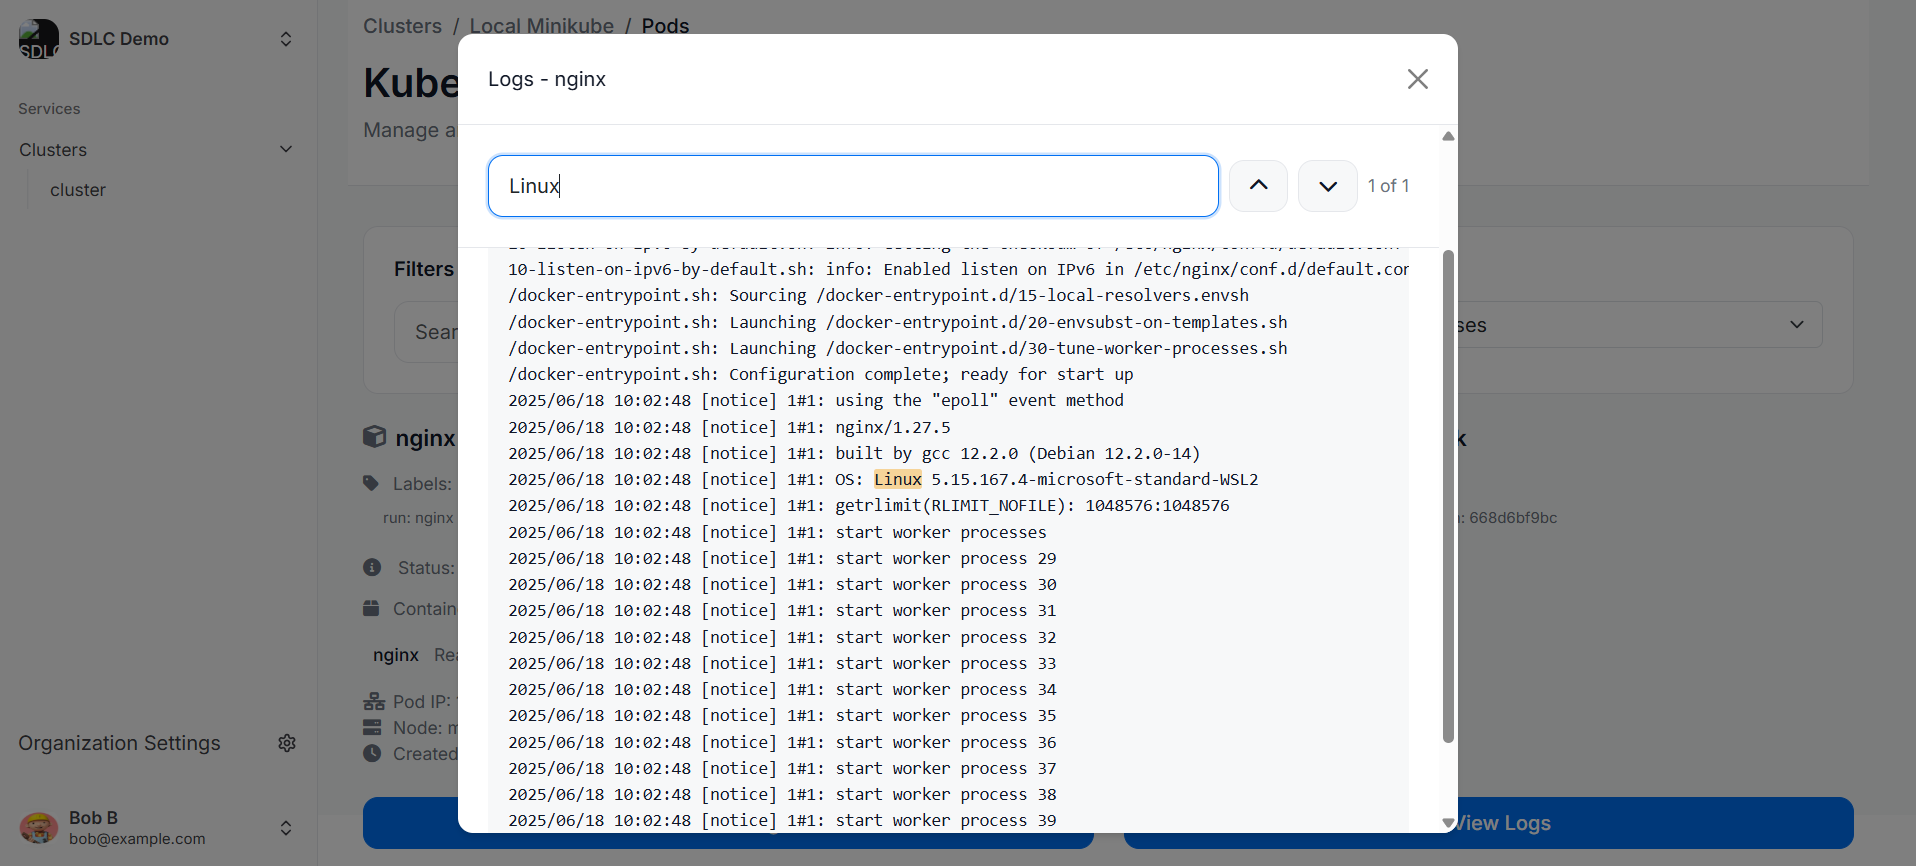 SDLC Demo
Services
Clusters
cluster
Organization Settings
Bob B
bob@example.com
Clusters / Local Minikube / Pods
Kube
Manage a
Filters
Sear
ses
nginx
Labels:
run: nginx
Status:
Contain
nginx Rea
Pod IP:
Node: m
Created
k
: 668d6bf9bc
View Logs
Logs - nginx
Linux
1 of 1
10-listen-on-ipv6-by-default.sh: info: Enabled listen on IPv6 in /etc/nginx/conf.d/default.con
/docker-entrypoint.sh: Sourcing /docker-entrypoint.d/15-local-resolvers.envsh
/docker-entrypoint.sh: Launching /docker-entrypoint.d/20-envsubst-on-templates.sh
/docker-entrypoint.sh: Launching /docker-entrypoint.d/30-tune-worker-processes.sh
/docker-entrypoint.sh: Configuration complete; ready for start up
2025/06/18 10:02:48 [notice] 1#1: using the "epoll" event method
2025/06/18 10:02:48 [notice] 1#1: nginx/1.27.5
2025/06/18 10:02:48 [notice] 1#1: built by gcc 12.2.0 (Debian 12.2.0-14)
2025/06/18 10:02:48 [notice] 1#1: OS: Linux 5.15.167.4-microsoft-standard-WSL2
2025/06/18 10:02:48 [notice] 1#1: getrlimit(RLIMIT_NOFILE): 1048576:1048576
2025/06/18 10:02:48 [notice] 1#1: start worker processes
2025/06/18 10:02:48 [notice] 1#1: start worker process 29
2025/06/18 10:02:48 [notice] 1#1: start worker process 30
2025/06/18 10:02:48 [notice] 1#1: start worker process 31
2025/06/18 10:02:48 [notice] 1#1: start worker process 32
2025/06/18 10:02:48 [notice] 1#1: start worker process 33
2025/06/18 10:02:48 [notice] 1#1: start worker process 34
2025/06/18 10:02:48 [notice] 1#1: start worker process 35
2025/06/18 10:02:48 [notice] 1#1: start worker process 36
2025/06/18 10:02:48 [notice] 1#1: start worker process 37
2025/06/18 10:02:48 [notice] 1#1: start worker process 38
2025/06/18 10:02:48 [notice] 1#1: start worker process 39